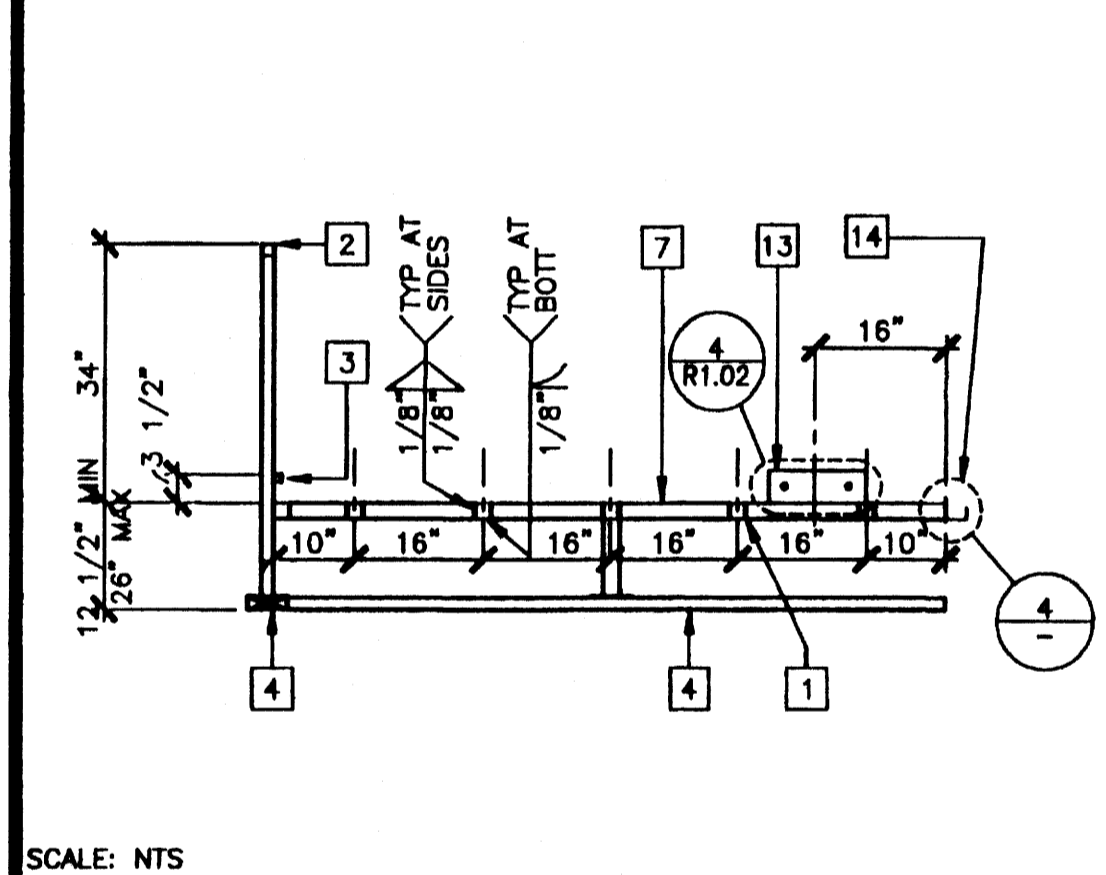 2
TYP AT
SIDES
TYP AT
BOTT
7
13
14
16"
4
R1.02
3
34"
3 1/2"
1/8"
1/8"
1/8"
12 1/2" MIN
26" MAX
10"
16"
16"
16"
16"
10"
4
-
4
4
1
SCALE: NTS